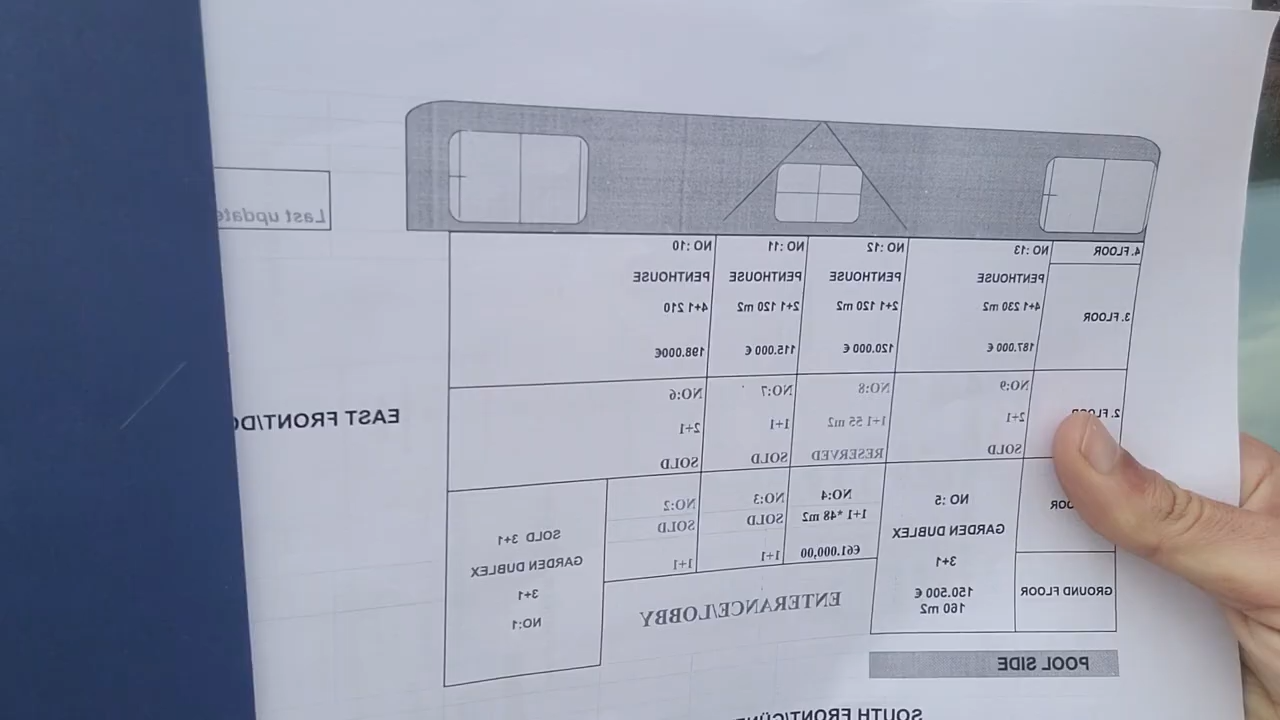 Last update
4. FLOOR
NO :13
NO :12
NO :11
NO :10
PENTHOUSE
PENTHOUSE
PENTHOUSE
PENTHOUSE
3. FLOOR
4+1 230 m2
2+1 120 m2
2+1 120 m2
4+1 210
187.000 €
120.000 €
115.000 €
198.000€
2. FL
NO:9
NO:8
NO:7
NO:6
2+1
1+1 55 m2
1+1
2+1
SOLD
RESERVED
SOLD
SOLD
EAST FRONT/
NO :5
GARDEN DUBLEX
3+1
150.500 €
160 m2
NO:4
1+1 *48 m2
€61.000,00
NO:3
SOLD
1+1
NO:2
SOLD
1+1
SOLD 3+1
GARDEN DUBLEX
3+1
NO:1
GROUND FLOOR
ENTERANCE/LOBBY
POOL SIDE
SOUTH FRONT/